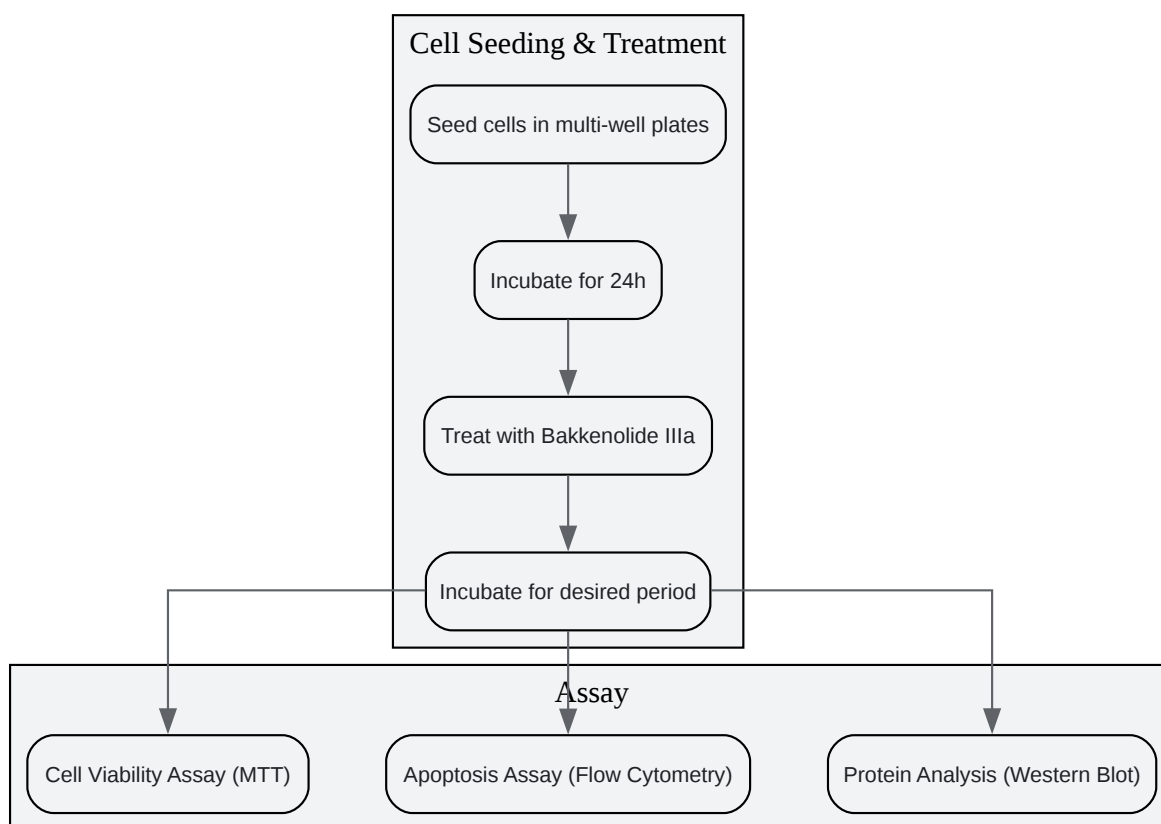 Cell Seeding & Treatment
Seed cells in multi-well plates
Incubate for 24h
Treat with Bakkenolide IIIa
Incubate for desired period
Assay
Cell Viability Assay (MTT)
Apoptosis Assay (Flow Cytometry)
Protein Analysis (Western Blot)